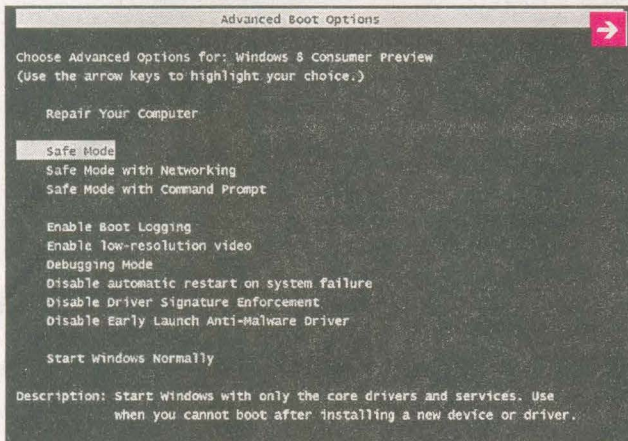 Advanced Boot Options
Choose Advanced Options for: Windows 8 Consumer Preview
(Use the arrow keys to highlight your choice.)
Repair Your Computer
Safe Mode
Safe Mode with Networking
Safe Mode with Command Prompt
Enable Boot Logging
Enable low-resolution video
Debugging Mode
Disable automatic restart on system failure
Disable Driver Signature Enforcement
Disable Early Launch Anti-Malware Driver
Start Windows Normally
Description: Start Windows with only the core drivers and services. Use
when you cannot boot after installing a new device or driver.